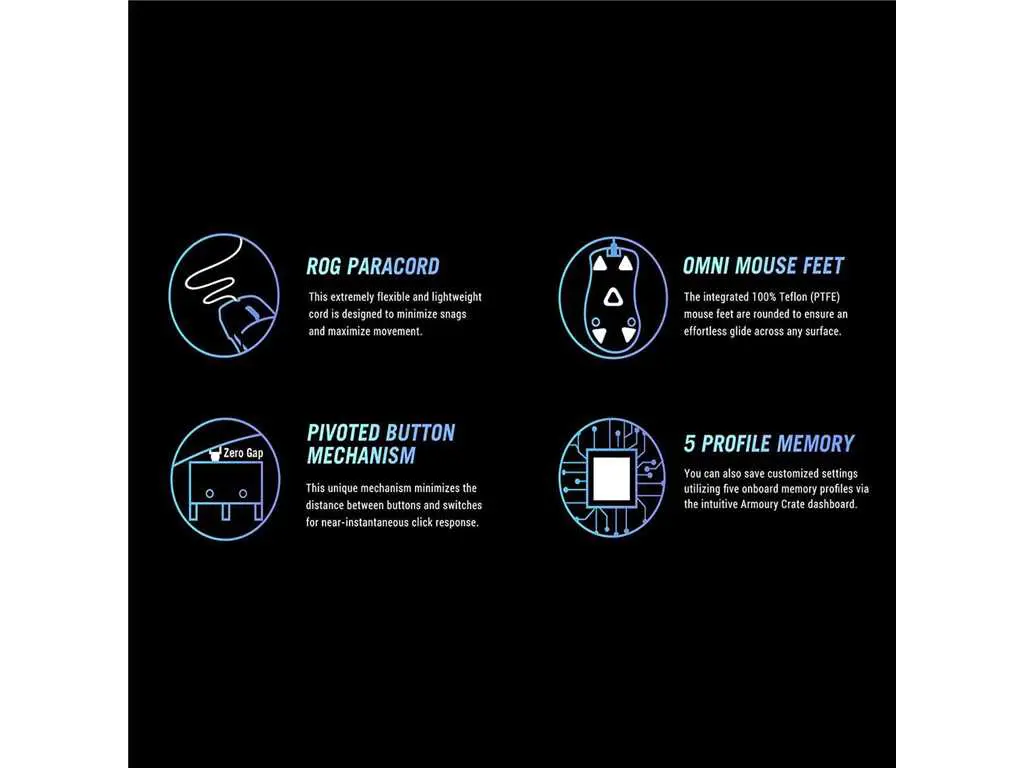 ROG PARACORD
This extremely flexible and lightweight
cord is designed to minimize snags
and maximize movement.
OMNI MOUSE FEET
The integrated 100% Teflon (PTFE)
mouse feet are rounded to ensure an
effortless glide across any surface.
Zero Gap
PIVOTED BUTTON
MECHANISM
This unique mechanism minimizes the
distance between buttons and switches
for near-instantaneous click response.
5 PROFILE MEMORY
You can also save customized settings
utilizing five onboard memory profiles via
the intuitive Armoury Crate dashboard.